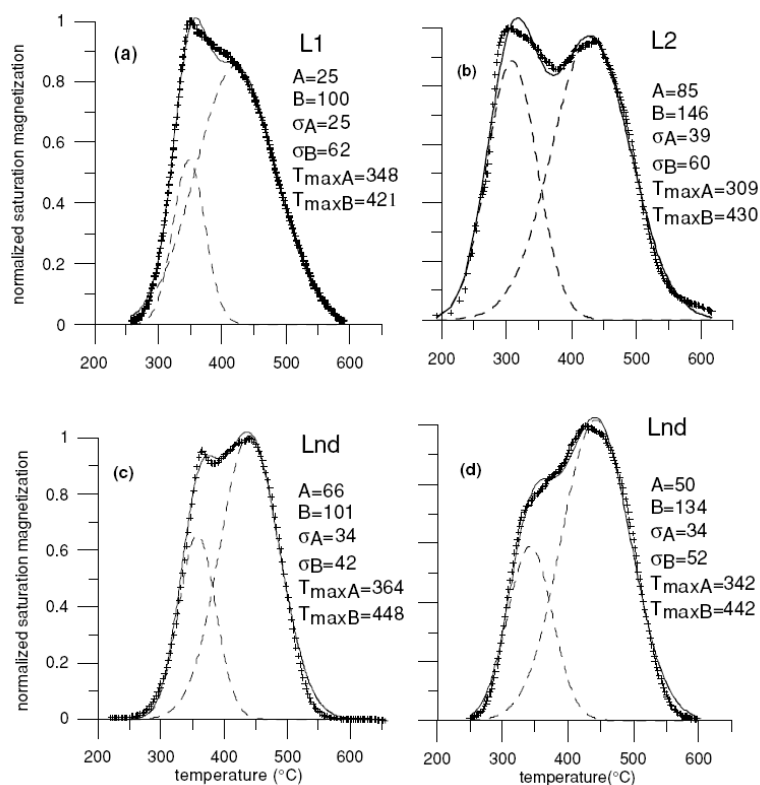 normalized saturation magnetization
1
0.8
0.6
0.4
0.2
0
(a)
L1
A=25
B=100
σA=25
σB=62
TmaxA=348
TmaxB=421
200 300 400 500 600
(b)
L2
A=85
B=146
σA=39
σB=60
TmaxA=309
TmaxB=430
200 300 400 500 600
normalized saturation magnetization
1
0.8
0.6
0.4
0.2
0
(c)
Lnd
A=66
B=101
σA=34
σB=42
TmaxA=364
TmaxB=448
200 300 400 500 600
temperature (°C)
(d)
Lnd
A=50
B=134
σA=34
σB=52
TmaxA=342
TmaxB=442
200 300 400 500 600
temperature(°C)